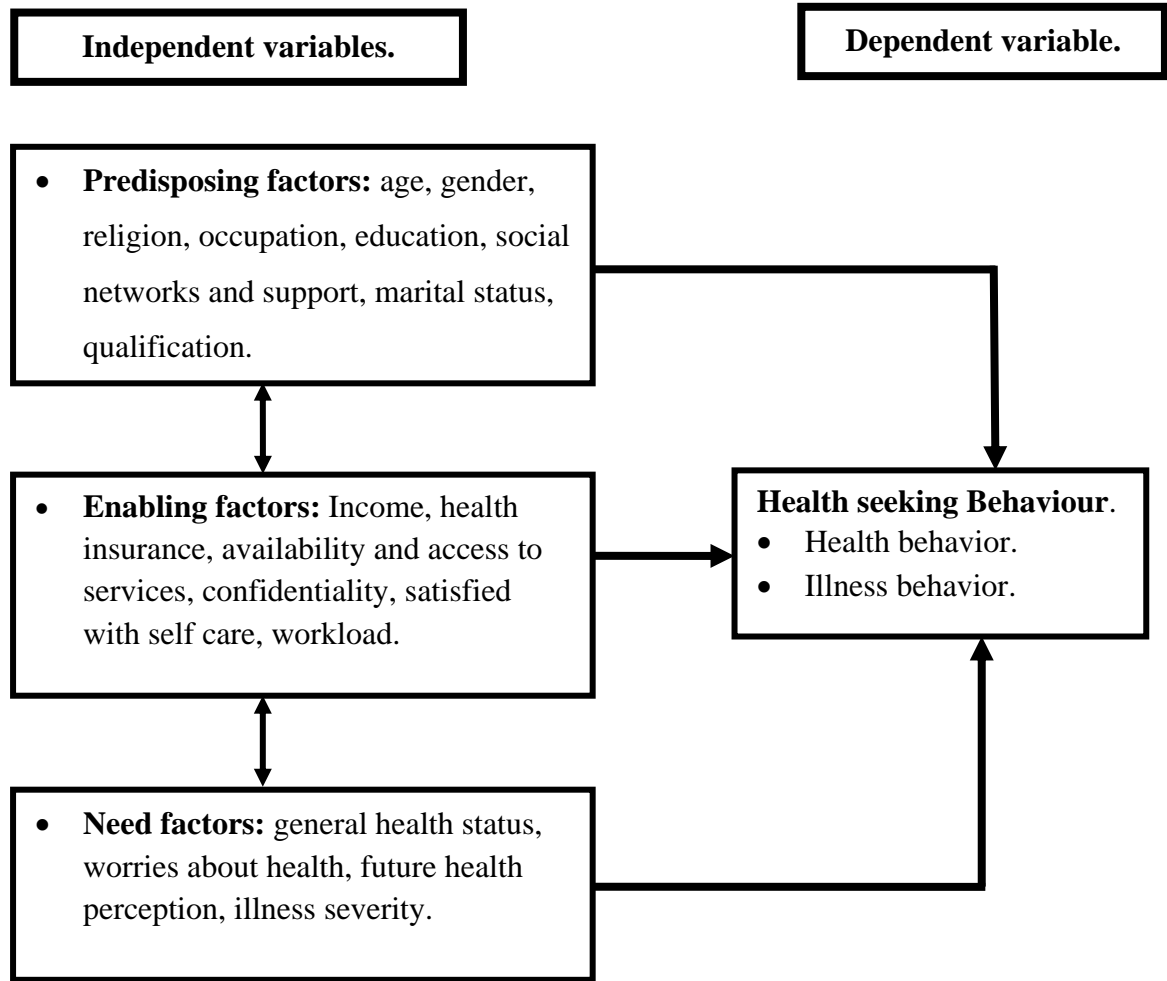 Independent variables.
Dependent variable.
• Predisposing factors: age, gender,
religion, occupation, education, social
networks and support, marital status,
qualification.
• Enabling factors: Income, health
insurance, availability and access to
services, confidentiality, satisfied
with self care, workload.
Health seeking Behaviour.
• Health behavior.
• Illness behavior.
• Need factors: general health status,
worries about health, future health
perception, illness severity.